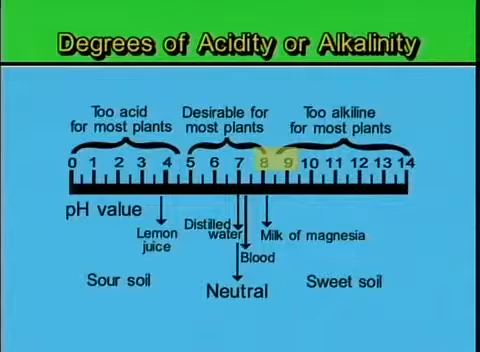 Degrees of Acidity or Alkalinity
Too acid
for most plants
Desirable for
most plants
Too alkiline
for most plants
0 1 2 3 4 5 6 7 8 9 10 11 12 13 14
pH value
Lemon
juice
Distilled
water
Milk of magnesia
Blood
Sour soil
Neutral
Sweet soil